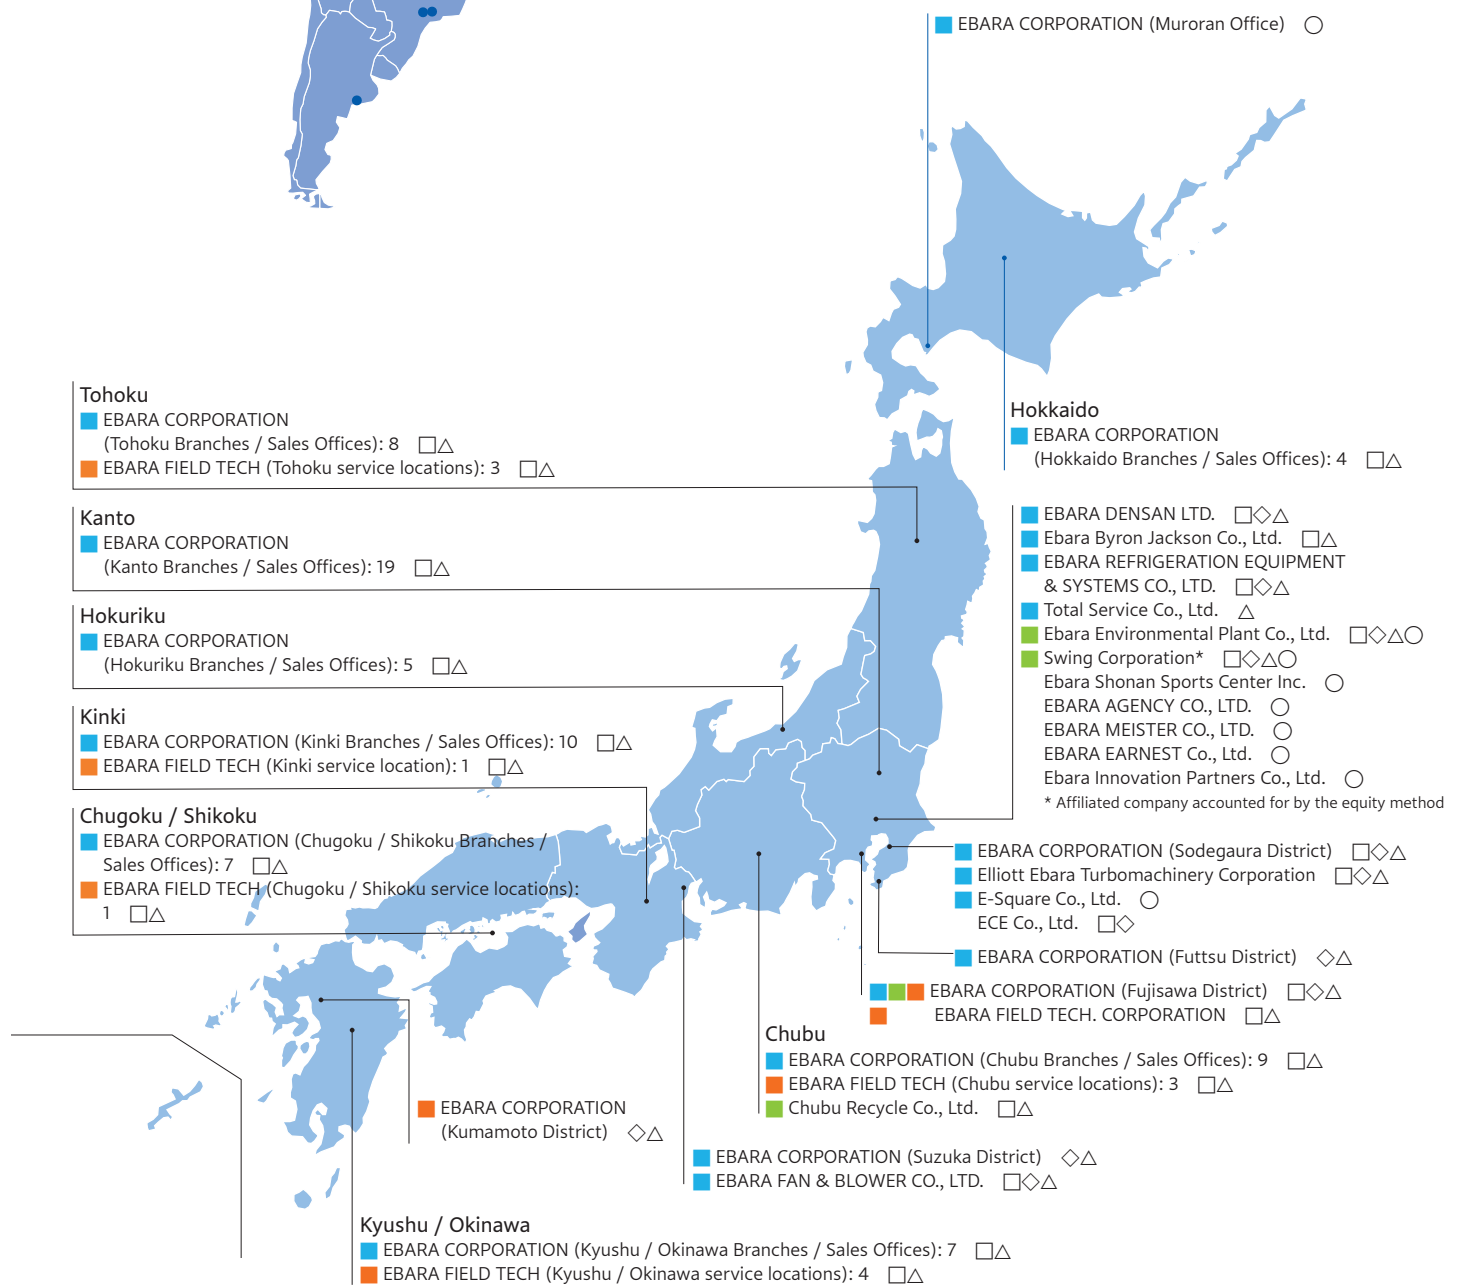 EBARA CORPORATION (Muroran Office) ○
Tohoku
EBARA CORPORATION
(Tohoku Branches / Sales Offices): 8 □△
EBARA FIELD TECH (Tohoku service locations): 3 □△
Kanto
EBARA CORPORATION
(Kanto Branches / Sales Offices): 19 □△
Hokuriku
EBARA CORPORATION
(Hokuriku Branches / Sales Offices): 5 □△
Kinki
EBARA CORPORATION (Kinki Branches / Sales Offices): 10 □△
EBARA FIELD TECH (Kinki service location): 1 □△
Chugoku / Shikoku
EBARA CORPORATION (Chugoku / Shikoku Branches /
Sales Offices): 7 □△
EBARA FIELD TECH (Chugoku / Shikoku service locations):
1 □△
Hokkaido
EBARA CORPORATION
(Hokkaido Branches / Sales Offices): 4 □△
EBARA DENSAN LTD. □◇△
Ebara Byron Jackson Co., Ltd. □△
EBARA REFRIGERATION EQUIPMENT
& SYSTEMS CO., LTD. □◇△
Total Service Co., Ltd. △
Ebara Environmental Plant Co., Ltd. □◇△○
Swing Corporation* □◇△○
Ebara Shonan Sports Center Inc. ○
EBARA AGENCY CO., LTD. ○
EBARA MEISTER CO., LTD. ○
EBARA EARNEST Co., Ltd. ○
Ebara Innovation Partners Co., Ltd. ○
* Affiliated company accounted for by the equity method
EBARA CORPORATION (Sodegaura District) □◇△
Elliott Ebara Turbomachinery Corporation □◇△
E-Square Co., Ltd. ○
ECE Co., Ltd. □◇
EBARA CORPORATION (Futtsu District) ◇△
EBARA CORPORATION (Fujisawa District) □◇△
EBARA FIELD TECH. CORPORATION □△
Chubu
EBARA CORPORATION (Chubu Branches / Sales Offices): 9 □△
EBARA FIELD TECH (Chubu service locations): 3 □△
Chubu Recycle Co., Ltd. □△
EBARA CORPORATION
(Kumamoto District) ◇△
EBARA CORPORATION (Suzuka District) ◇△
EBARA FAN & BLOWER CO., LTD. □◇△
Kyushu / Okinawa
EBARA CORPORATION (Kyushu / Okinawa Branches / Sales Offices): 7 □△
EBARA FIELD TECH (Kyushu / Okinawa service locations): 4 □△